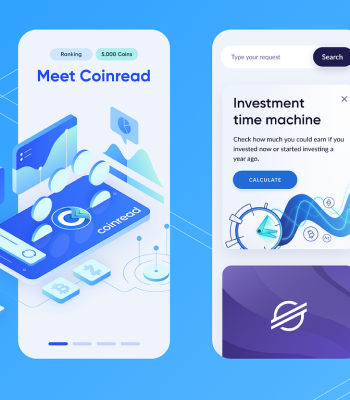 Ranking
5.000 Coins
Meet Coinread
coinread
Type your request
Search
Investment
time machine
Check how much you could earn if you
invested now or started investing a
year ago.
CALCULATE